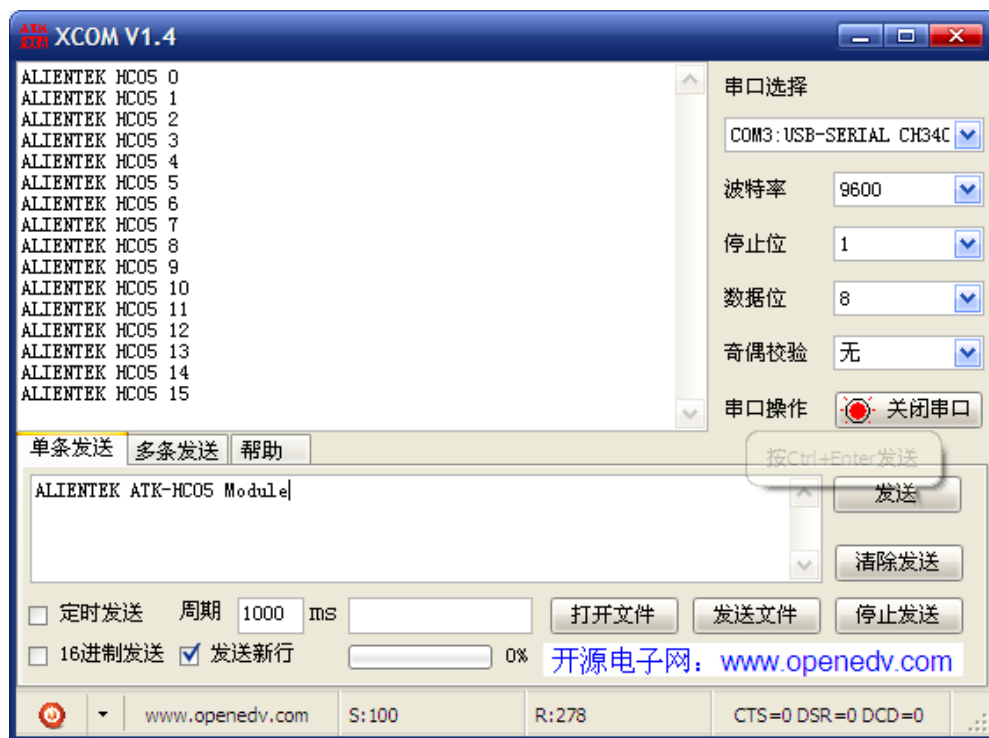 ATK COM XCOM V1.4
ALIENTEK HC05 0
ALIENTEK HC05 1
ALIENTEK HC05 2
ALIENTEK HC05 3
ALIENTEK HC05 4
ALIENTEK HC05 5
ALIENTEK HC05 6
ALIENTEK HC05 7
ALIENTEK HC05 8
ALIENTEK HC05 9
ALIENTEK HC05 10
ALIENTEK HC05 11
ALIENTEK HC05 12
ALIENTEK HC05 13
ALIENTEK HC05 14
ALIENTEK HC05 15
串口选择
COM3:USB-SERIAL CH34C
波特率 9600
停止位 1
数据位 8
奇偶校验 无
串口操作 关闭串口
单条发送 多条发送 帮助
按Ctrl+Enter发送
ALIENTEK ATK-HC05 Module
发送
清除发送
定时发送 周期 1000 ms 打开文件 发送文件 停止发送
16进制发送 发送新行 0% 开源电子网：www.openedv.com
www.openedv.com S:100 R:278 CTS=0 DSR=0 DCD=0